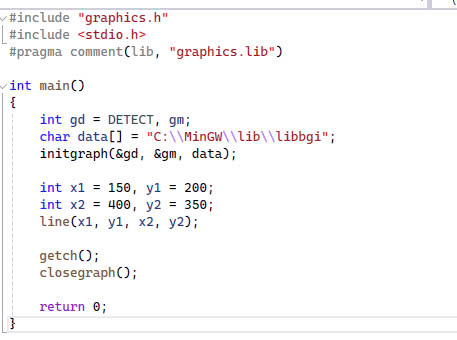 #include "graphics.h"
#include <stdio.h>
#pragma comment(lib, "graphics.lib")
int main()
{
int gd = DETECT, gm;
char data[] = "C:\\MinGW\\lib\\libbgi";
initgraph(&gd, &gm, data);
int x1 = 150, y1 = 200;
int x2 = 400, y2 = 350;
line(x1, y1, x2, y2);
getch();
closegraph();
return 0;
}